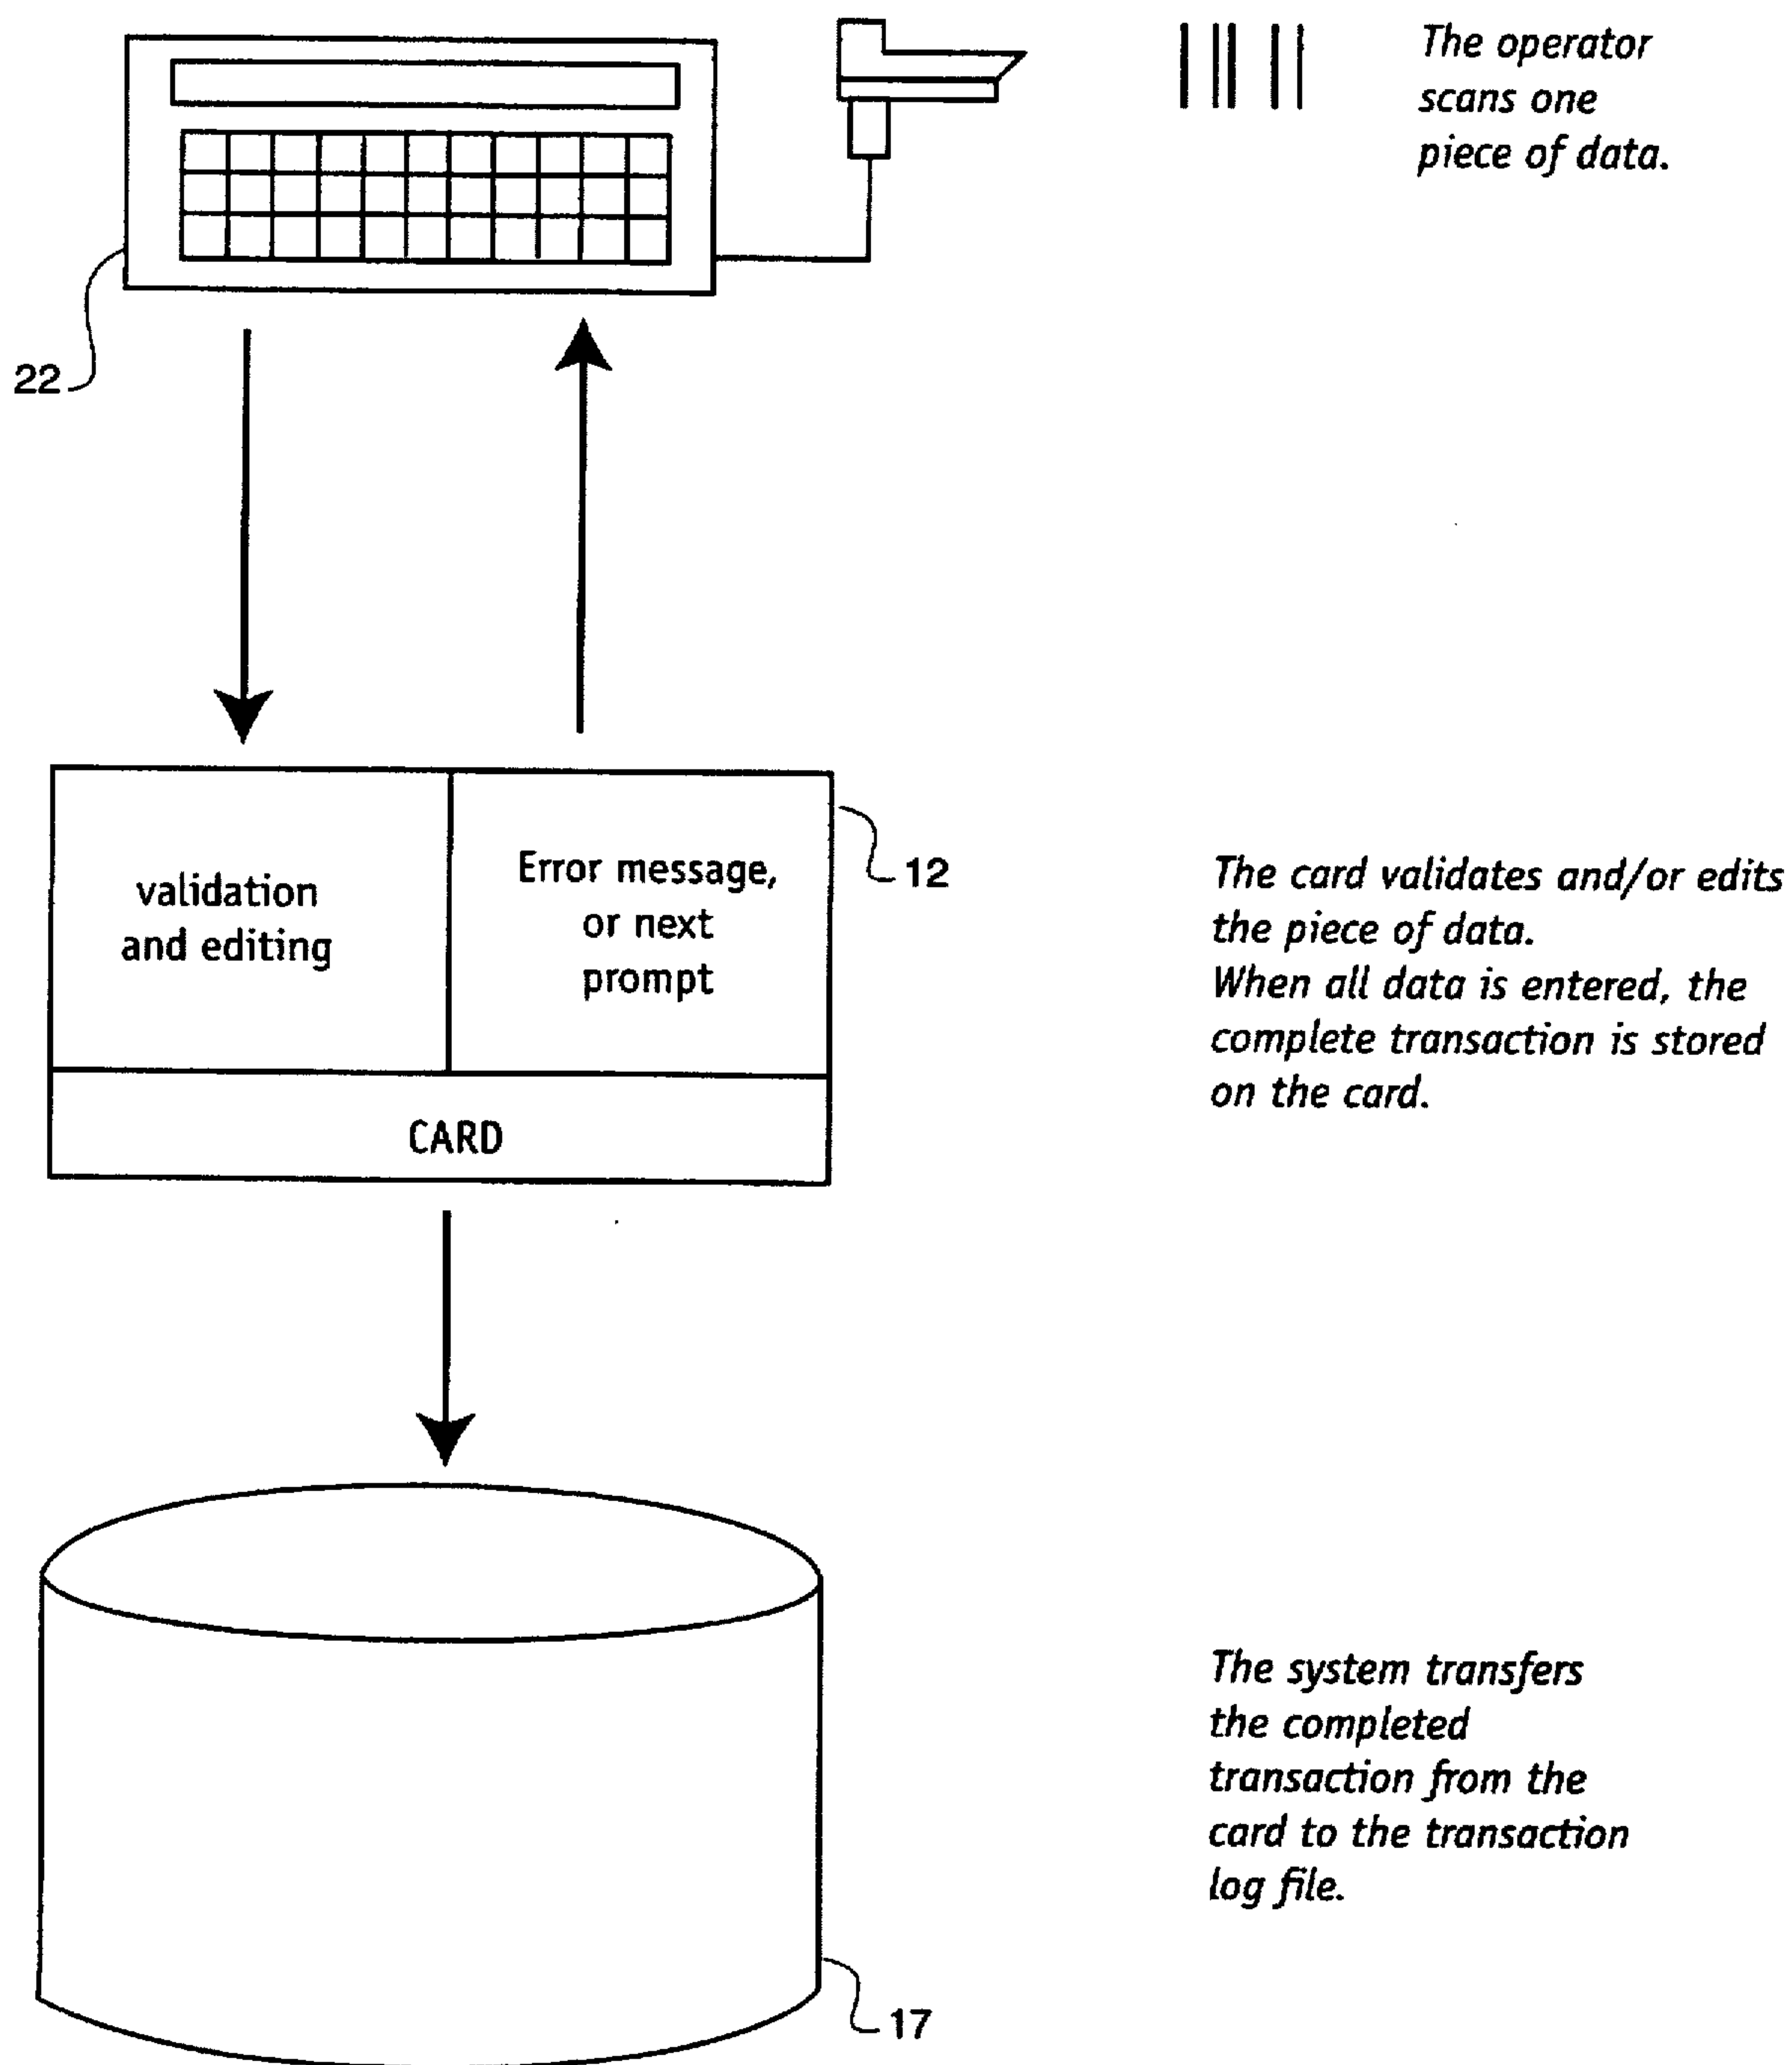 The operator
scans one
piece of data.
22
validation
and editing
Error message,
or next
prompt
12
CARD
The card validates and/or edits
the piece of data.
When all data is entered, the
complete transaction is stored
on the card.
The system transfers
the completed
transaction from the
card to the transaction
log file.
17